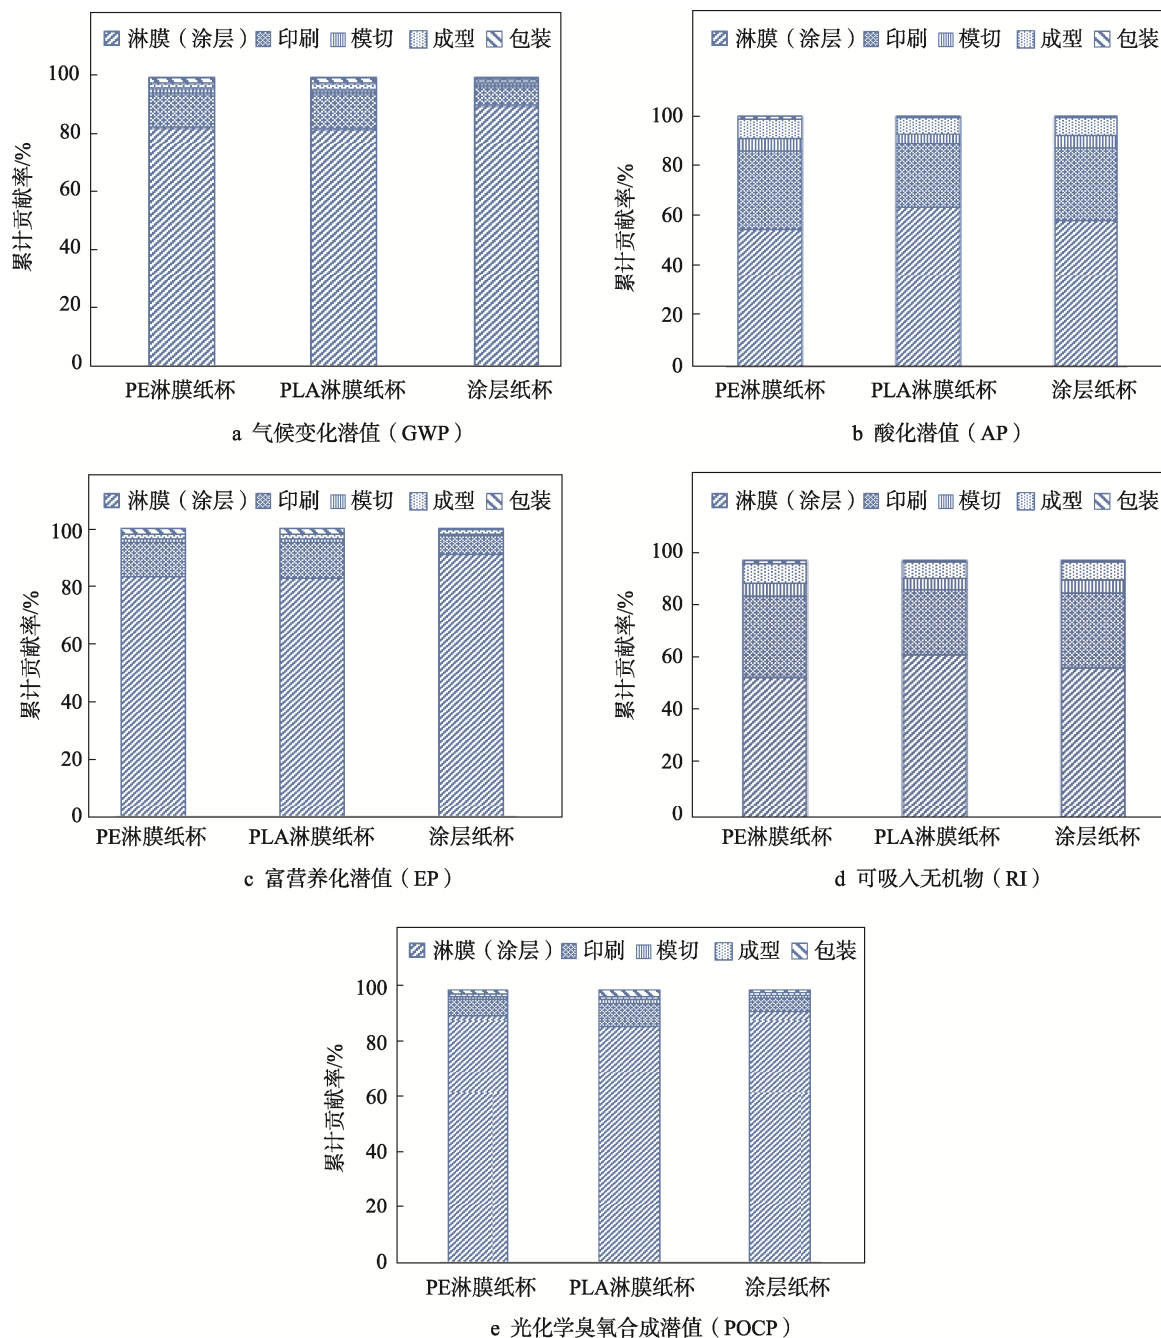 淋膜（涂层） 印刷 模切 成型 包装
累计贡献率/%
100
80
60
40
20
0
PE淋膜纸杯 PLA淋膜纸杯 涂层纸杯
a 气候变化潜值（GWP）
淋膜（涂层） 印刷 模切 成型 包装
累计贡献率/%
100
80
60
40
20
0
PE淋膜纸杯 PLA淋膜纸杯 涂层纸杯
b 酸化潜值（AP）
淋膜（涂层） 印刷 模切 成型 包装
累计贡献率/%
100
80
60
40
20
0
PE淋膜纸杯 PLA淋膜纸杯 涂层纸杯
c 富营养化潜值（EP）
淋膜（涂层） 印刷 模切 成型 包装
累计贡献率/%
100
80
60
40
20
0
PE淋膜纸杯 PLA淋膜纸杯 涂层纸杯
d 可吸入无机物（RI）
淋膜（涂层） 印刷 模切 成型 包装
累计贡献率/%
100
80
60
40
20
0
PE淋膜纸杯 PLA淋膜纸杯 涂层纸杯
e 光化学臭氧合成潜值（POCP）